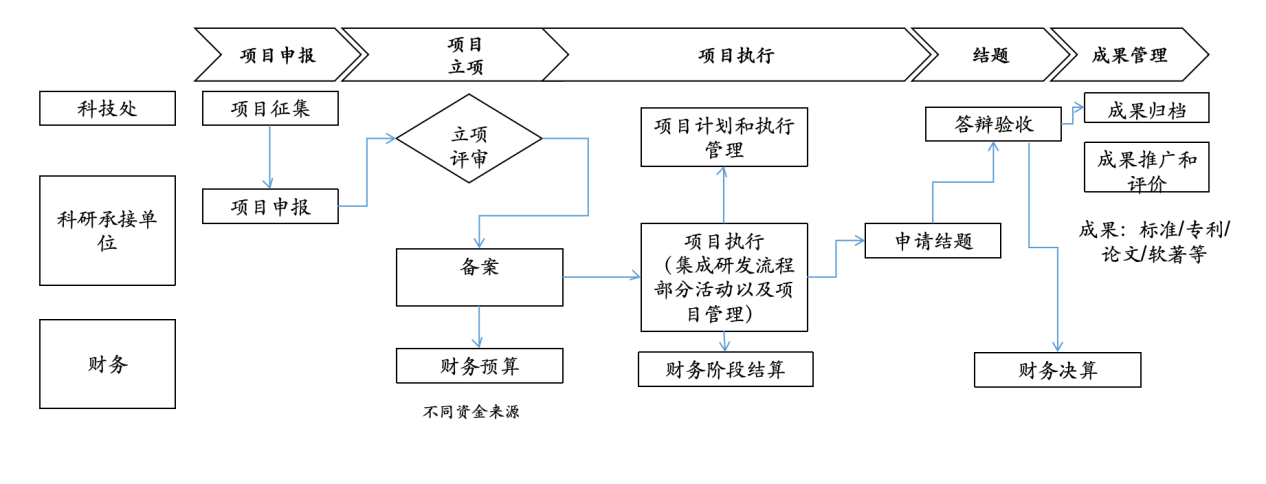 项目申报
项目
立项
项目执行
结题
成果管理
科技处
项目征集
立项
评审
项目计划和执行
管理
答辩验收
成果归档
成果推广和
评价
科研承接单
位
项目申报
备案
项目执行
（集成研发流程
部分活动以及项
目管理）
申请结题
成果：标准/专利/
论文/软著等
财务
财务预算
财务阶段结算
财务决算
不同资金来源